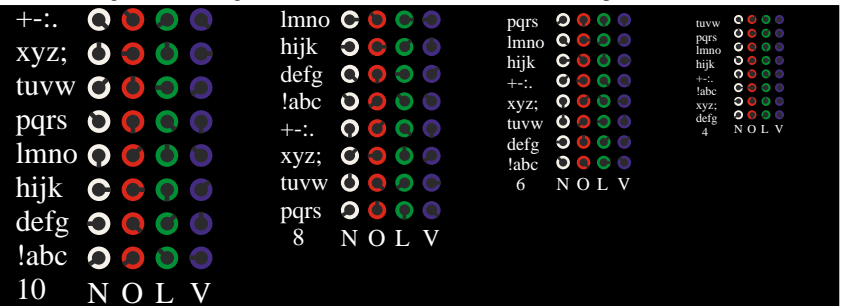 +-:.
xyz;
tuvw
pqrs
lmno
hijk
defg
!abc
10 N O L V
lmno
hijk
defg
!abc
+-:.
xyz;
tuvw
pqrs
8 N O L V
pqrs
lmno
hijk
+-:.
xyz;
tuvw
defg
!abc
6 N O L V
tuvw
pqrs
lmno
hijk
+-:.
!abc
xyz;
defg
4 N O L V